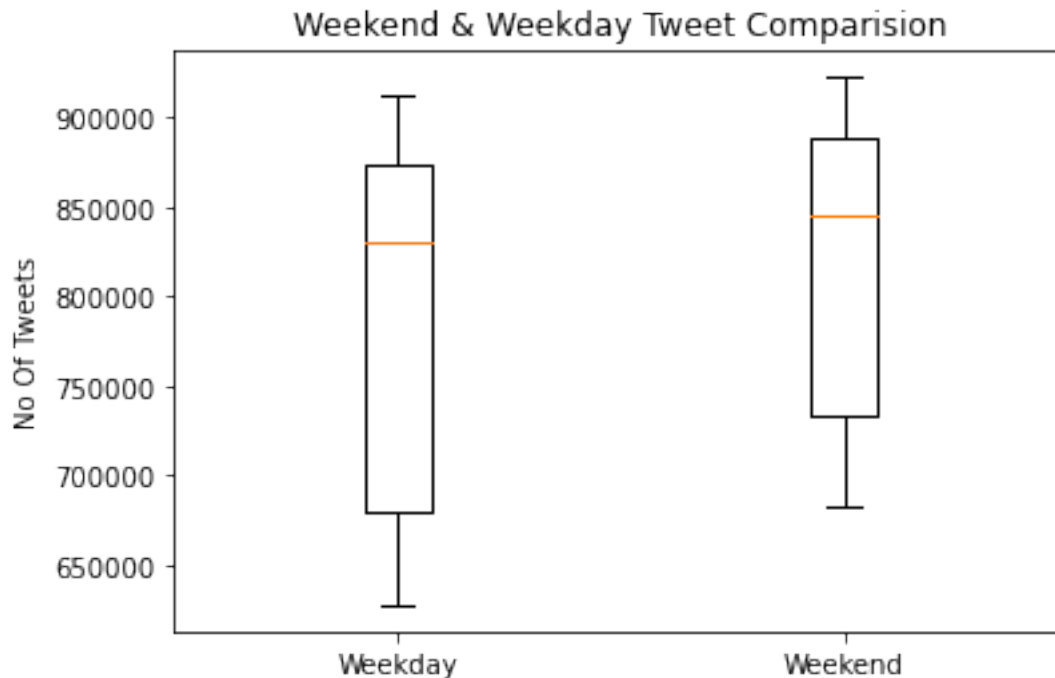 Weekend & Weekday Tweet Comparision
900000
850000
800000
750000
700000
650000
No Of Tweets
Weekday
Weekend